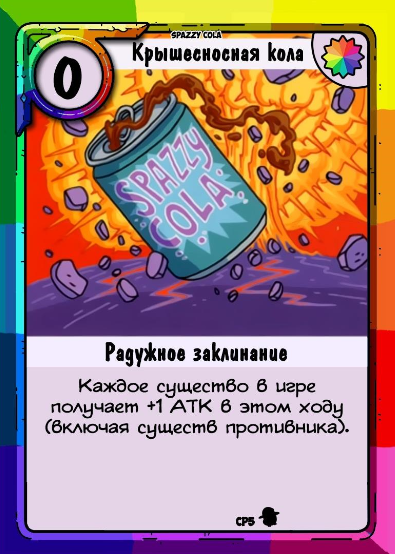 SPAZZY COLA
Крышесносная кола
0
SPAZZY
COLA
Радужное заклинание
Каждое существо в игре
получает +1 АТК в этом ходу
(включая существ противника).
CP5